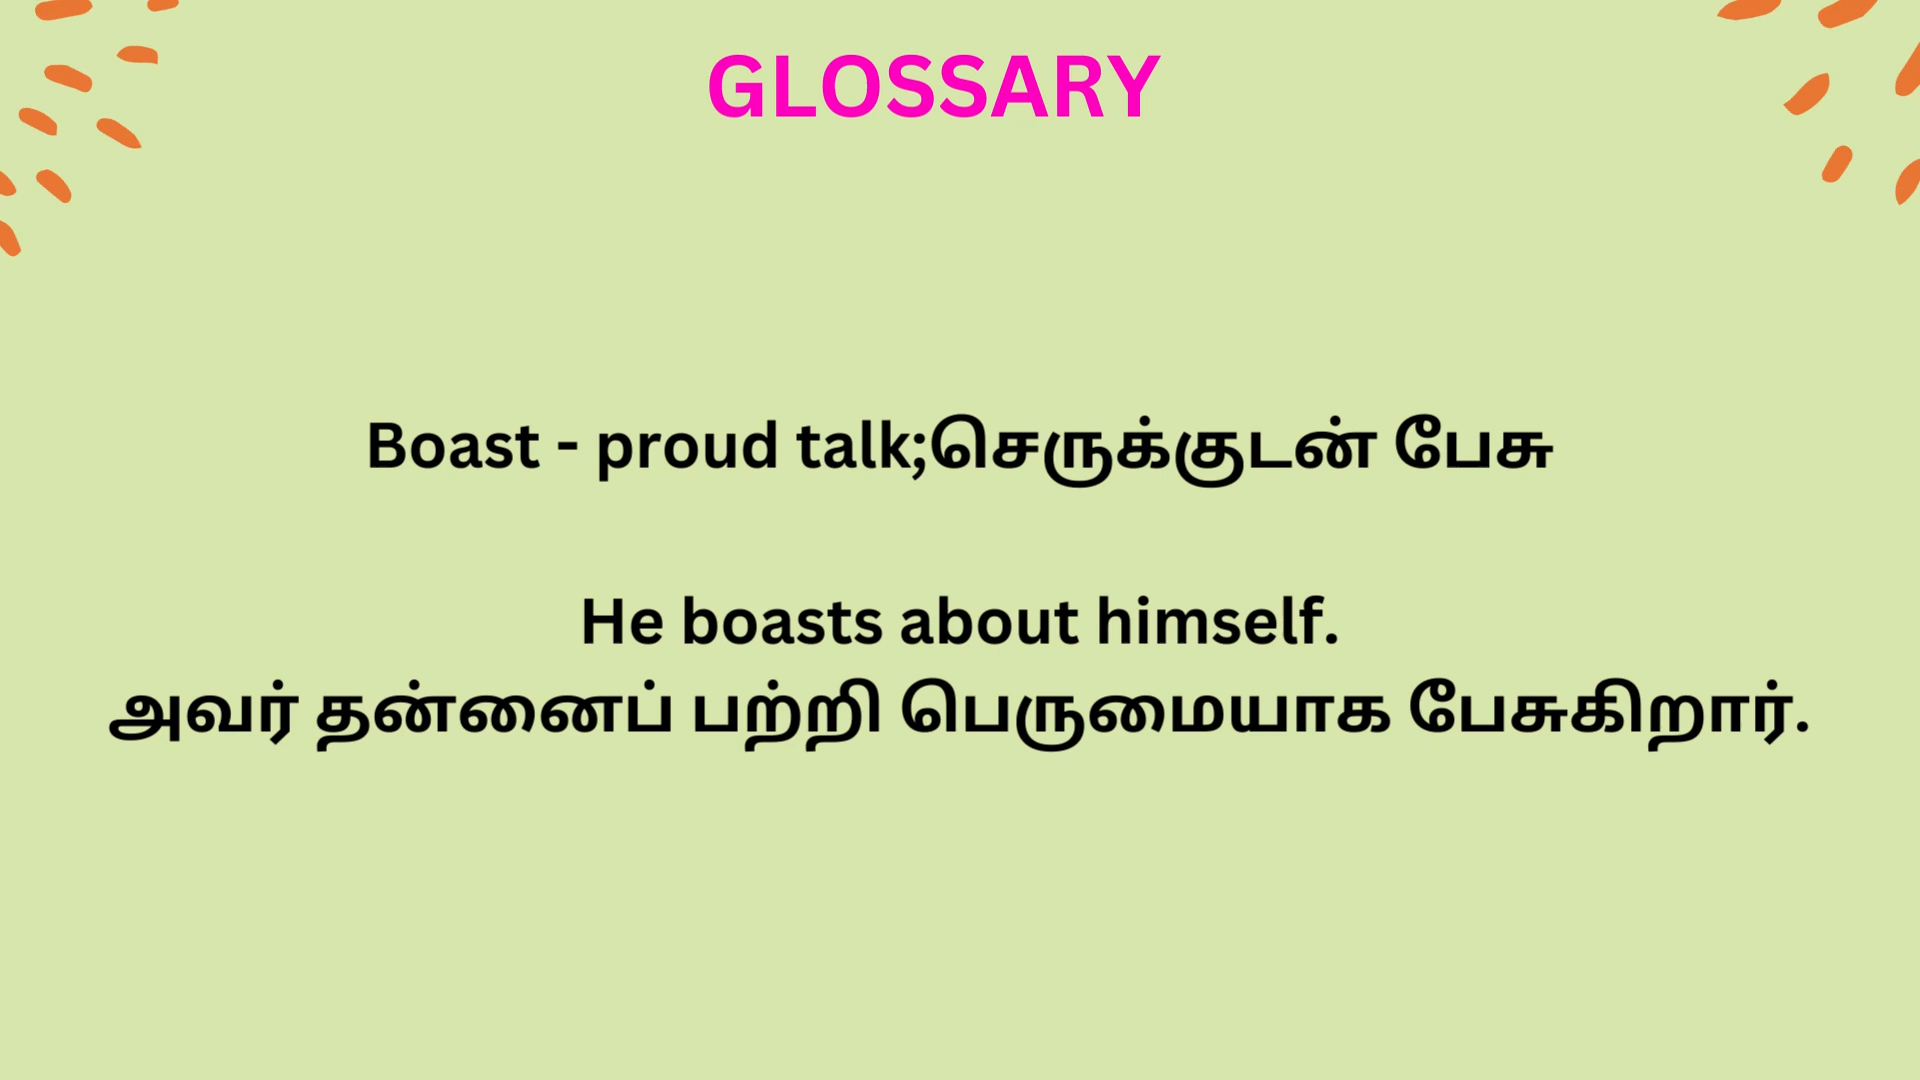 GLOSSARY
Boast - proud talk;செருக்குடன் பேசு
He boasts about himself.
அவர் தன்னைப் பற்றி பெருமையாக பேசுகிறார்.